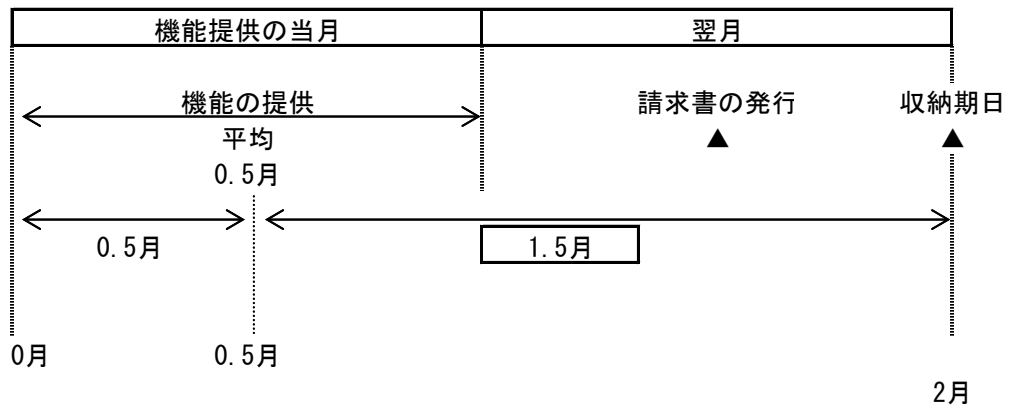 機能提供の当月 翌月
機能の提供 請求書の発行 収納期日
平均 ▲ ▲
0.5月
0.5月 1.5月
0月 0.5月
2月